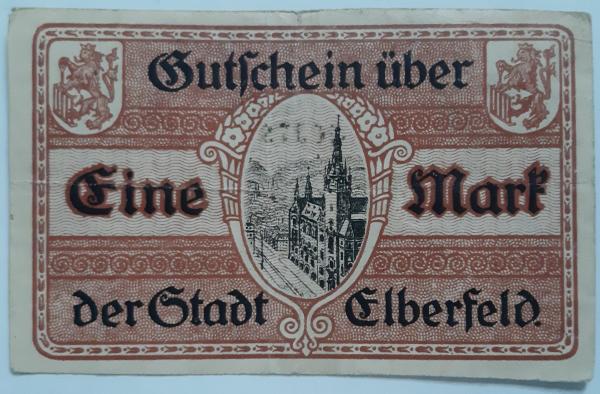 Gutſchein über
Eine Mark
der Stadt Elberfeld.